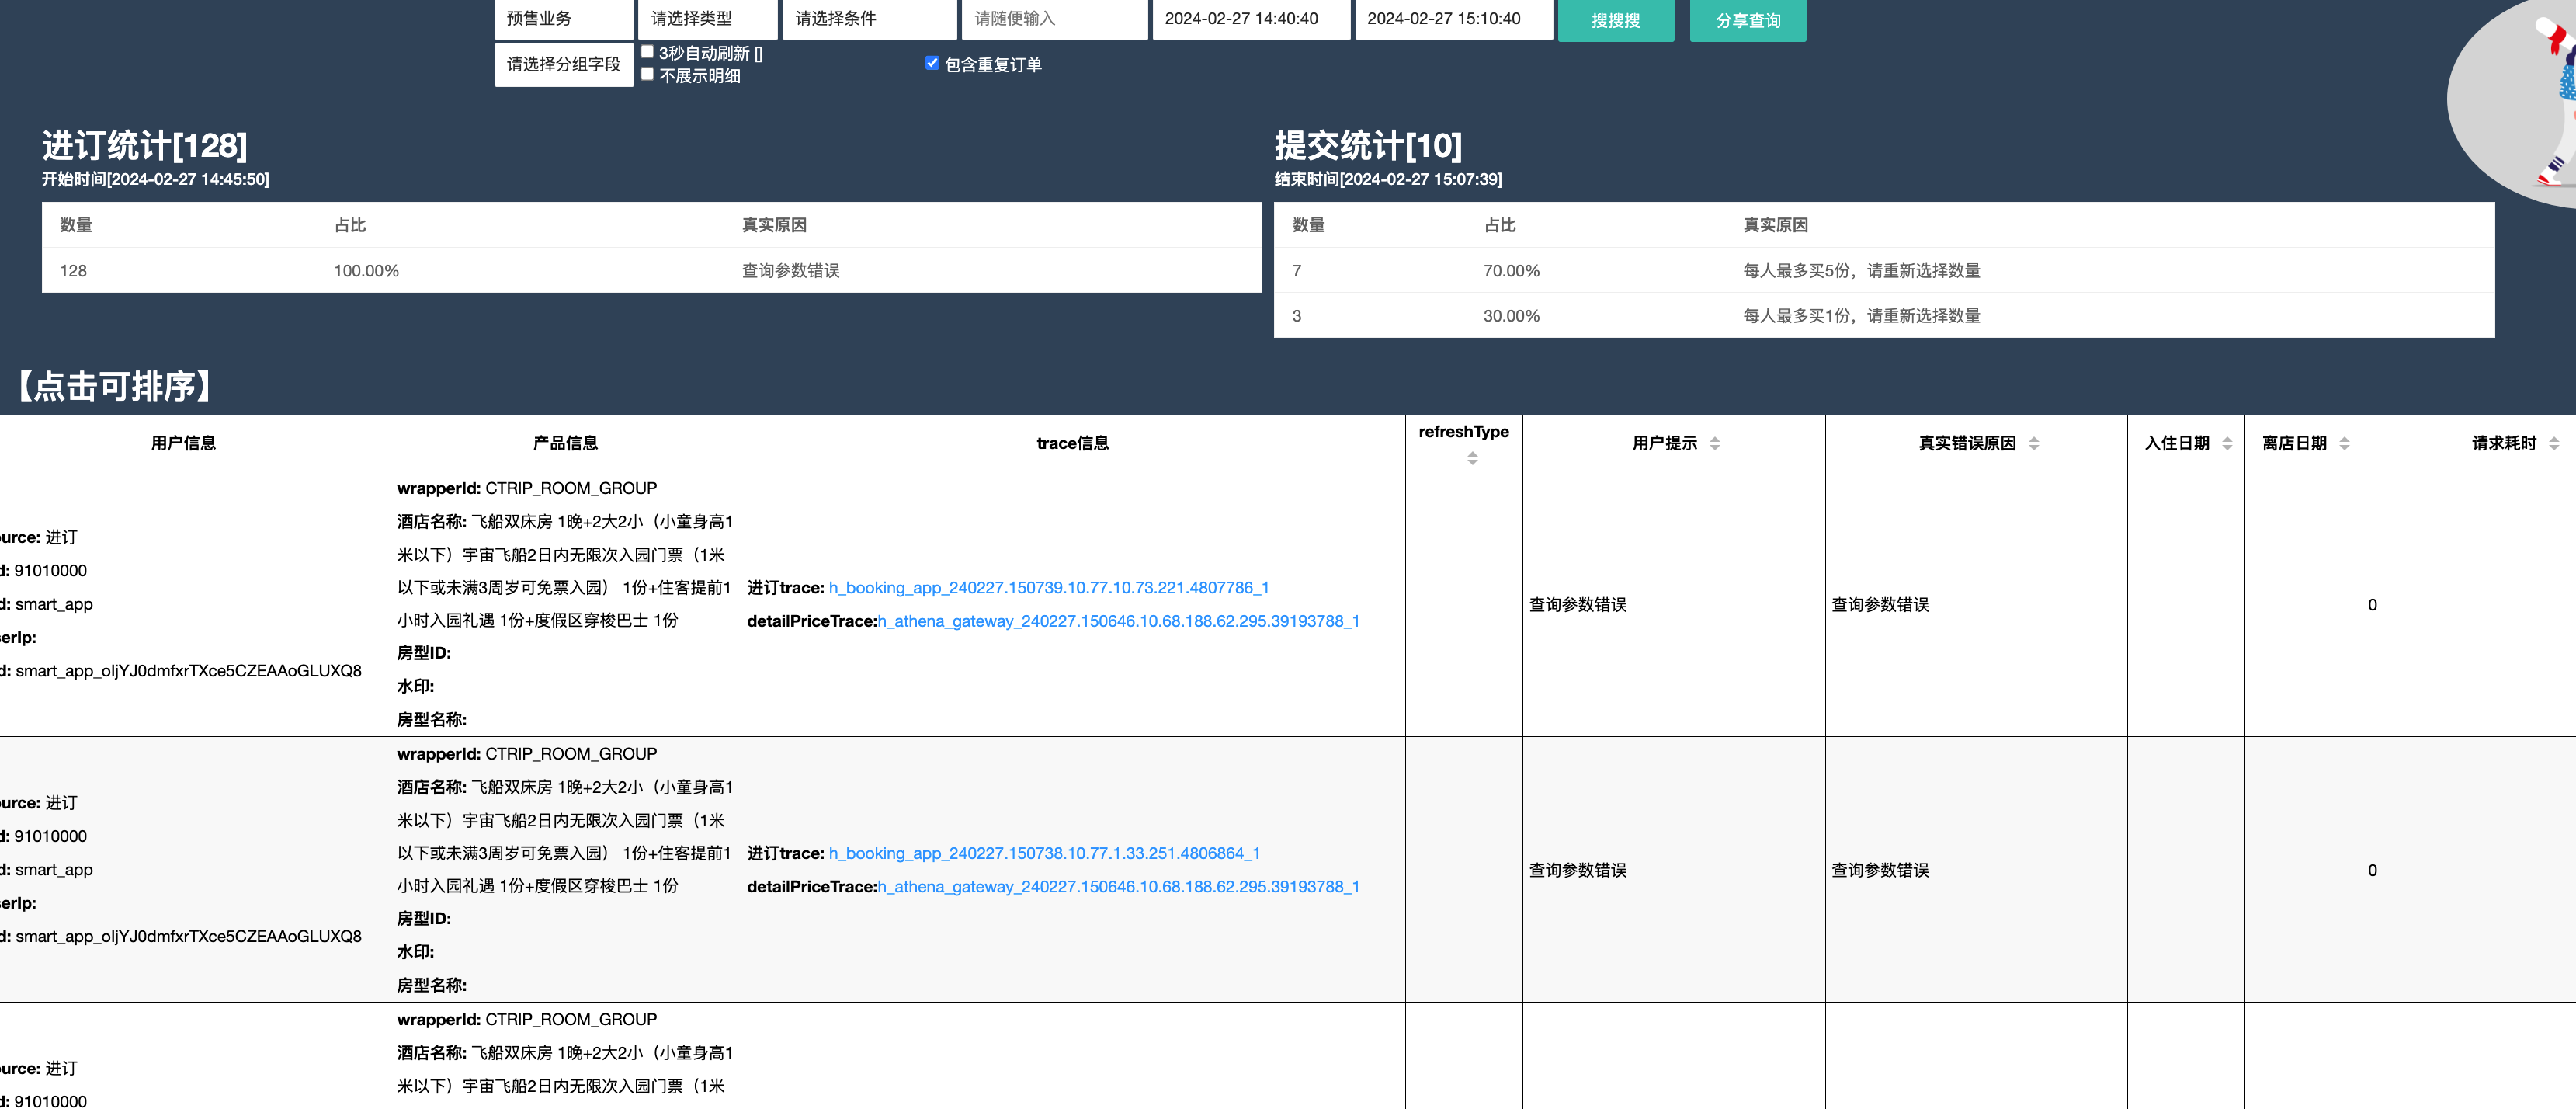 预售业务 请选择类型 请选择条件 请随便输入 2024-02-27 14:40:40 2024-02-27 15:10:40 搜搜搜 分享查询
请选择分组字段 3秒自动刷新 [] 包含重复订单
不展示明细
进订统计[128]
开始时间[2024-02-27 14:45:50]
数量 占比 真实原因
128 100.00% 查询参数错误
提交统计[10]
结束时间[2024-02-27 15:07:39]
数量 占比 真实原因
7 70.00% 每人最多买5份，请重新选择数量
3 30.00% 每人最多买1份，请重新选择数量
【点击可排序】
用户信息 产品信息 trace信息 refreshType 用户提示 真实错误原因 入住日期 离店日期 请求耗时
urce: 进订
d: 91010000
d: smart_app
erIp:
d: smart_app_oIjYJ0dmfxrTXce5CZEAAoGLUXQ8
wrapperId: CTRIP_ROOM_GROUP
酒店名称: 飞船双床房 1晚+2大2小（小童身高1
米以下）宇宙飞船2日内无限次入园门票（1米
以下或未满3周岁可免票入园） 1份+住客提前1
小时入园礼遇 1份+度假区穿梭巴士 1份
房型ID:
水印:
房型名称:
进订trace: h_booking_app_240227.150739.10.77.10.73.221.4807786_1
detailPriceTrace:h_athena_gateway_240227.150646.10.68.188.62.295.39193788_1
查询参数错误
查询参数错误
0
urce: 进订
d: 91010000
d: smart_app
erIp:
d: smart_app_oIjYJ0dmfxrTXce5CZEAAoGLUXQ8
wrapperId: CTRIP_ROOM_GROUP
酒店名称: 飞船双床房 1晚+2大2小（小童身高1
米以下）宇宙飞船2日内无限次入园门票（1米
以下或未满3周岁可免票入园） 1份+住客提前1
小时入园礼遇 1份+度假区穿梭巴士 1份
房型ID:
水印:
房型名称:
进订trace: h_booking_app_240227.150738.10.77.1.33.251.4806864_1
detailPriceTrace:h_athena_gateway_240227.150646.10.68.188.62.295.39193788_1
查询参数错误
查询参数错误
0
urce: 进订
d: 91010000
wrapperId: CTRIP_ROOM_GROUP
酒店名称: 飞船双床房 1晚+2大2小（小童身高1
米以下）宇宙飞船2日内无限次入园门票（1米